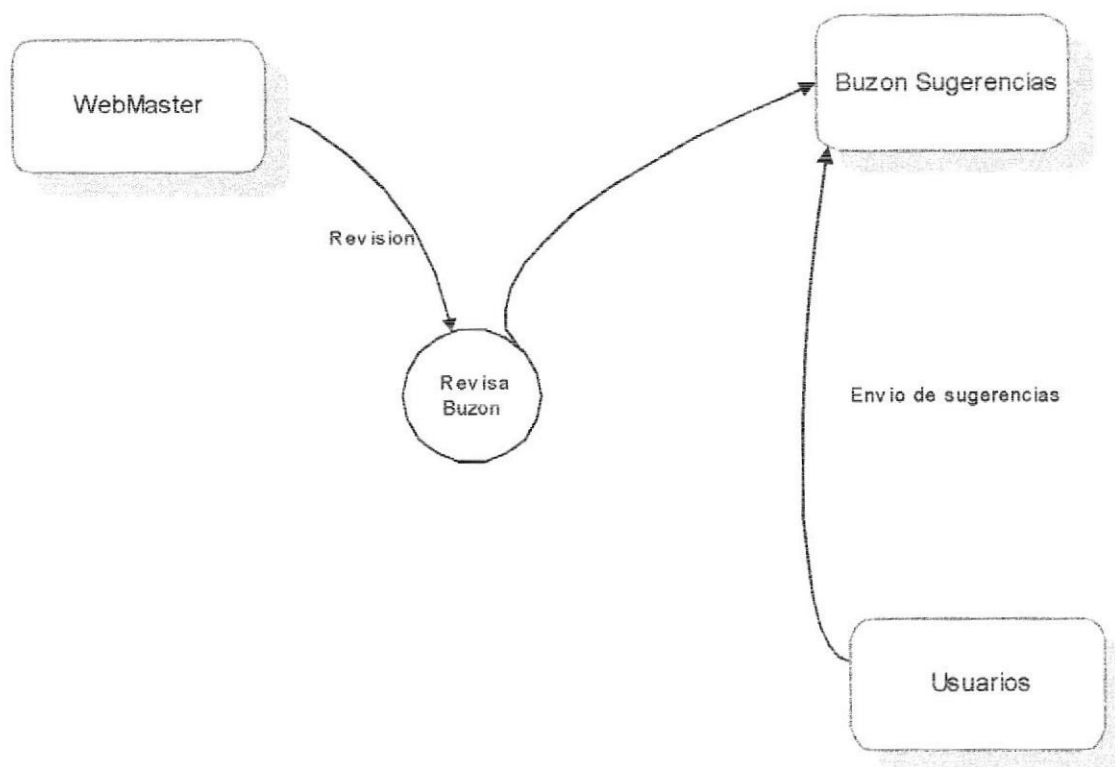 WebMaster
Buzon Sugerencias
Revision
Revisa
Buzon
Envio de sugerencias
Usuarios